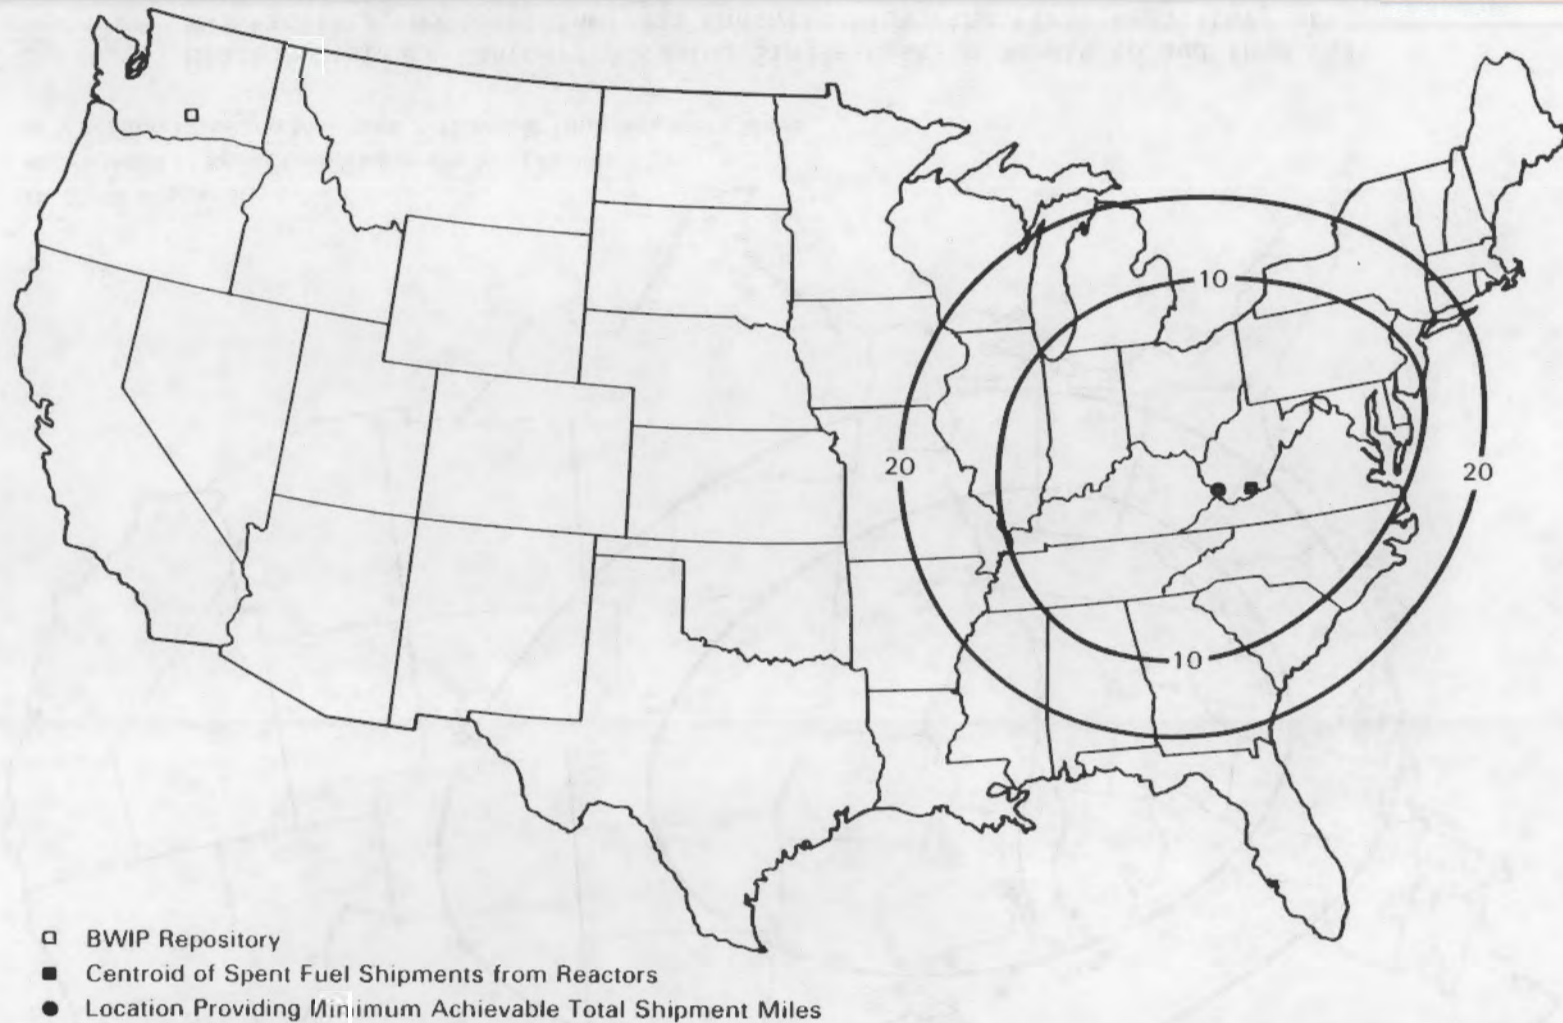 10
20
20
10
BWIP Repository
Centroid of Spent Fuel Shipments from Reactors
Location Providing Minimum Achievable Total Shipment Miles